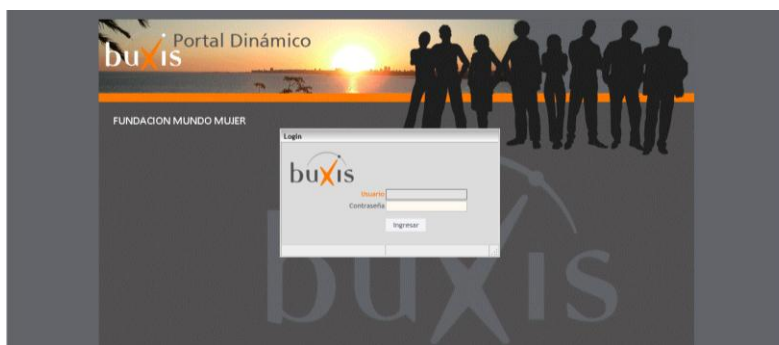 buxis
Portal Dinámico
FUNDACION MUNDO MUJER
Login
buxis
Usuario
Contraseña
Ingresar
buxis